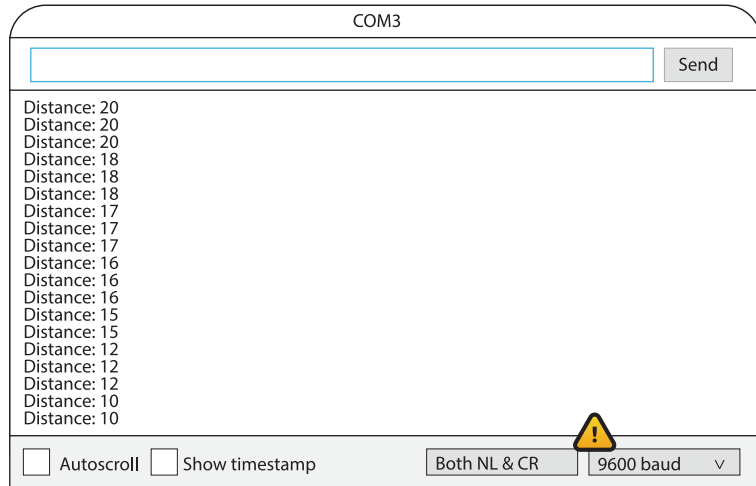 COM3
Send
Distance: 20
Distance: 20
Distance: 20
Distance: 18
Distance: 18
Distance: 18
Distance: 17
Distance: 17
Distance: 17
Distance: 16
Distance: 16
Distance: 16
Distance: 15
Distance: 15
Distance: 12
Distance: 12
Distance: 12
Distance: 10
Distance: 10
Autoscroll Show timestamp Both NL & CR 9600 baud